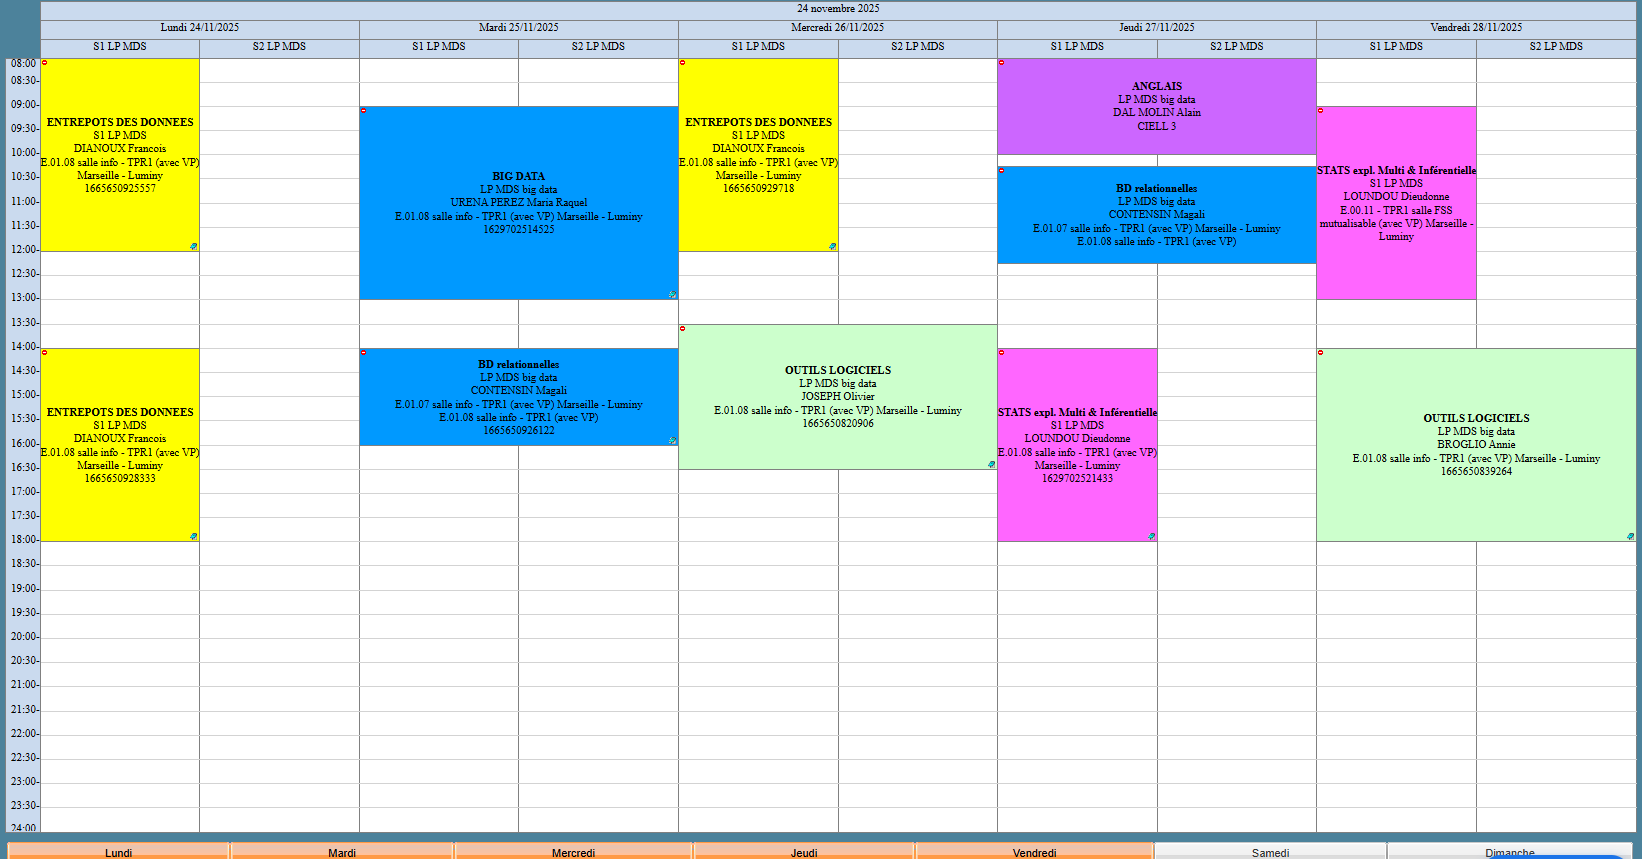 24 novembre 2025
Lundi 24/11/2025 Mardi 25/11/2025 Mercredi 26/11/2025 Jeudi 27/11/2025 Vendredi 28/11/2025
S1 LP MDS S2 LP MDS S1 LP MDS S2 LP MDS S1 LP MDS S2 LP MDS S1 LP MDS S2 LP MDS S1 LP MDS S2 LP MDS
08:00
08:30-
09:00-
09:30-
10:00-
10:30-
11:00-
11:30-
12:00-
12:30-
13:00-
13:30-
14:00-
14:30-
15:00-
15:30-
16:00-
16:30-
17:00-
17:30-
18:00-
18:30-
19:00-
19:30-
20:00-
20:30-
21:00-
21:30-
22:00-
22:30-
23:00-
23:30-
24:00
ENTREPOTS DES DONNEES
S1 LP MDS
DIANOUX Francois
E.01.08 salle info - TPR1 (avec VP)
Marseille - Luminy
1665650925557
ENTREPOTS DES DONNEES
S1 LP MDS
DIANOUX Francois
E.01.08 salle info - TPR1 (avec VP)
Marseille - Luminy
1665650928333
BIG DATA
LP MDS big data
URENA PEREZ Maria Raquel
E.01.08 salle info - TPR1 (avec VP) Marseille - Luminy
1629702514525
BD relationnelles
LP MDS big data
CONTENSIN Magali
E.01.07 salle info - TPR1 (avec VP) Marseille - Luminy
E.01.08 salle info - TPR1 (avec VP)
1665650926122
ENTREPOTS DES DONNEES
S1 LP MDS
DIANOUX Francois
E.01.08 salle info - TPR1 (avec VP)
Marseille - Luminy
1665650929718
OUTILS LOGICIELS
LP MDS big data
JOSEPH Olivier
E.01.08 salle info - TPR1 (avec VP) Marseille - Luminy
1665650820906
ANGLAIS
LP MDS big data
DAL MOLIN Alain
CIELL 3
BD relationnelles
LP MDS big data
CONTENSIN Magali
E.01.07 salle info - TPR1 (avec VP) Marseille - Luminy
E.01.08 salle info - TPR1 (avec VP)
STATS expl. Multi & Inférentielle
S1 LP MDS
LOUNDOU Dieudonne
E.01.08 salle info - TPR1 (avec VP)
Marseille - Luminy
1629702521433
STATS expl. Multi & Inférentielle
S1 LP MDS
LOUNDOU Dieudonne
E.00.11 - TPR1 salle FSS
mutualisable (avec VP) Marseille -
Luminy
OUTILS LOGICIELS
LP MDS big data
BROGLIO Annie
E.01.08 salle info - TPR1 (avec VP) Marseille - Luminy
1665650839264
Lundi Mardi Mercredi Jeudi Vendredi Samedi Dimanche